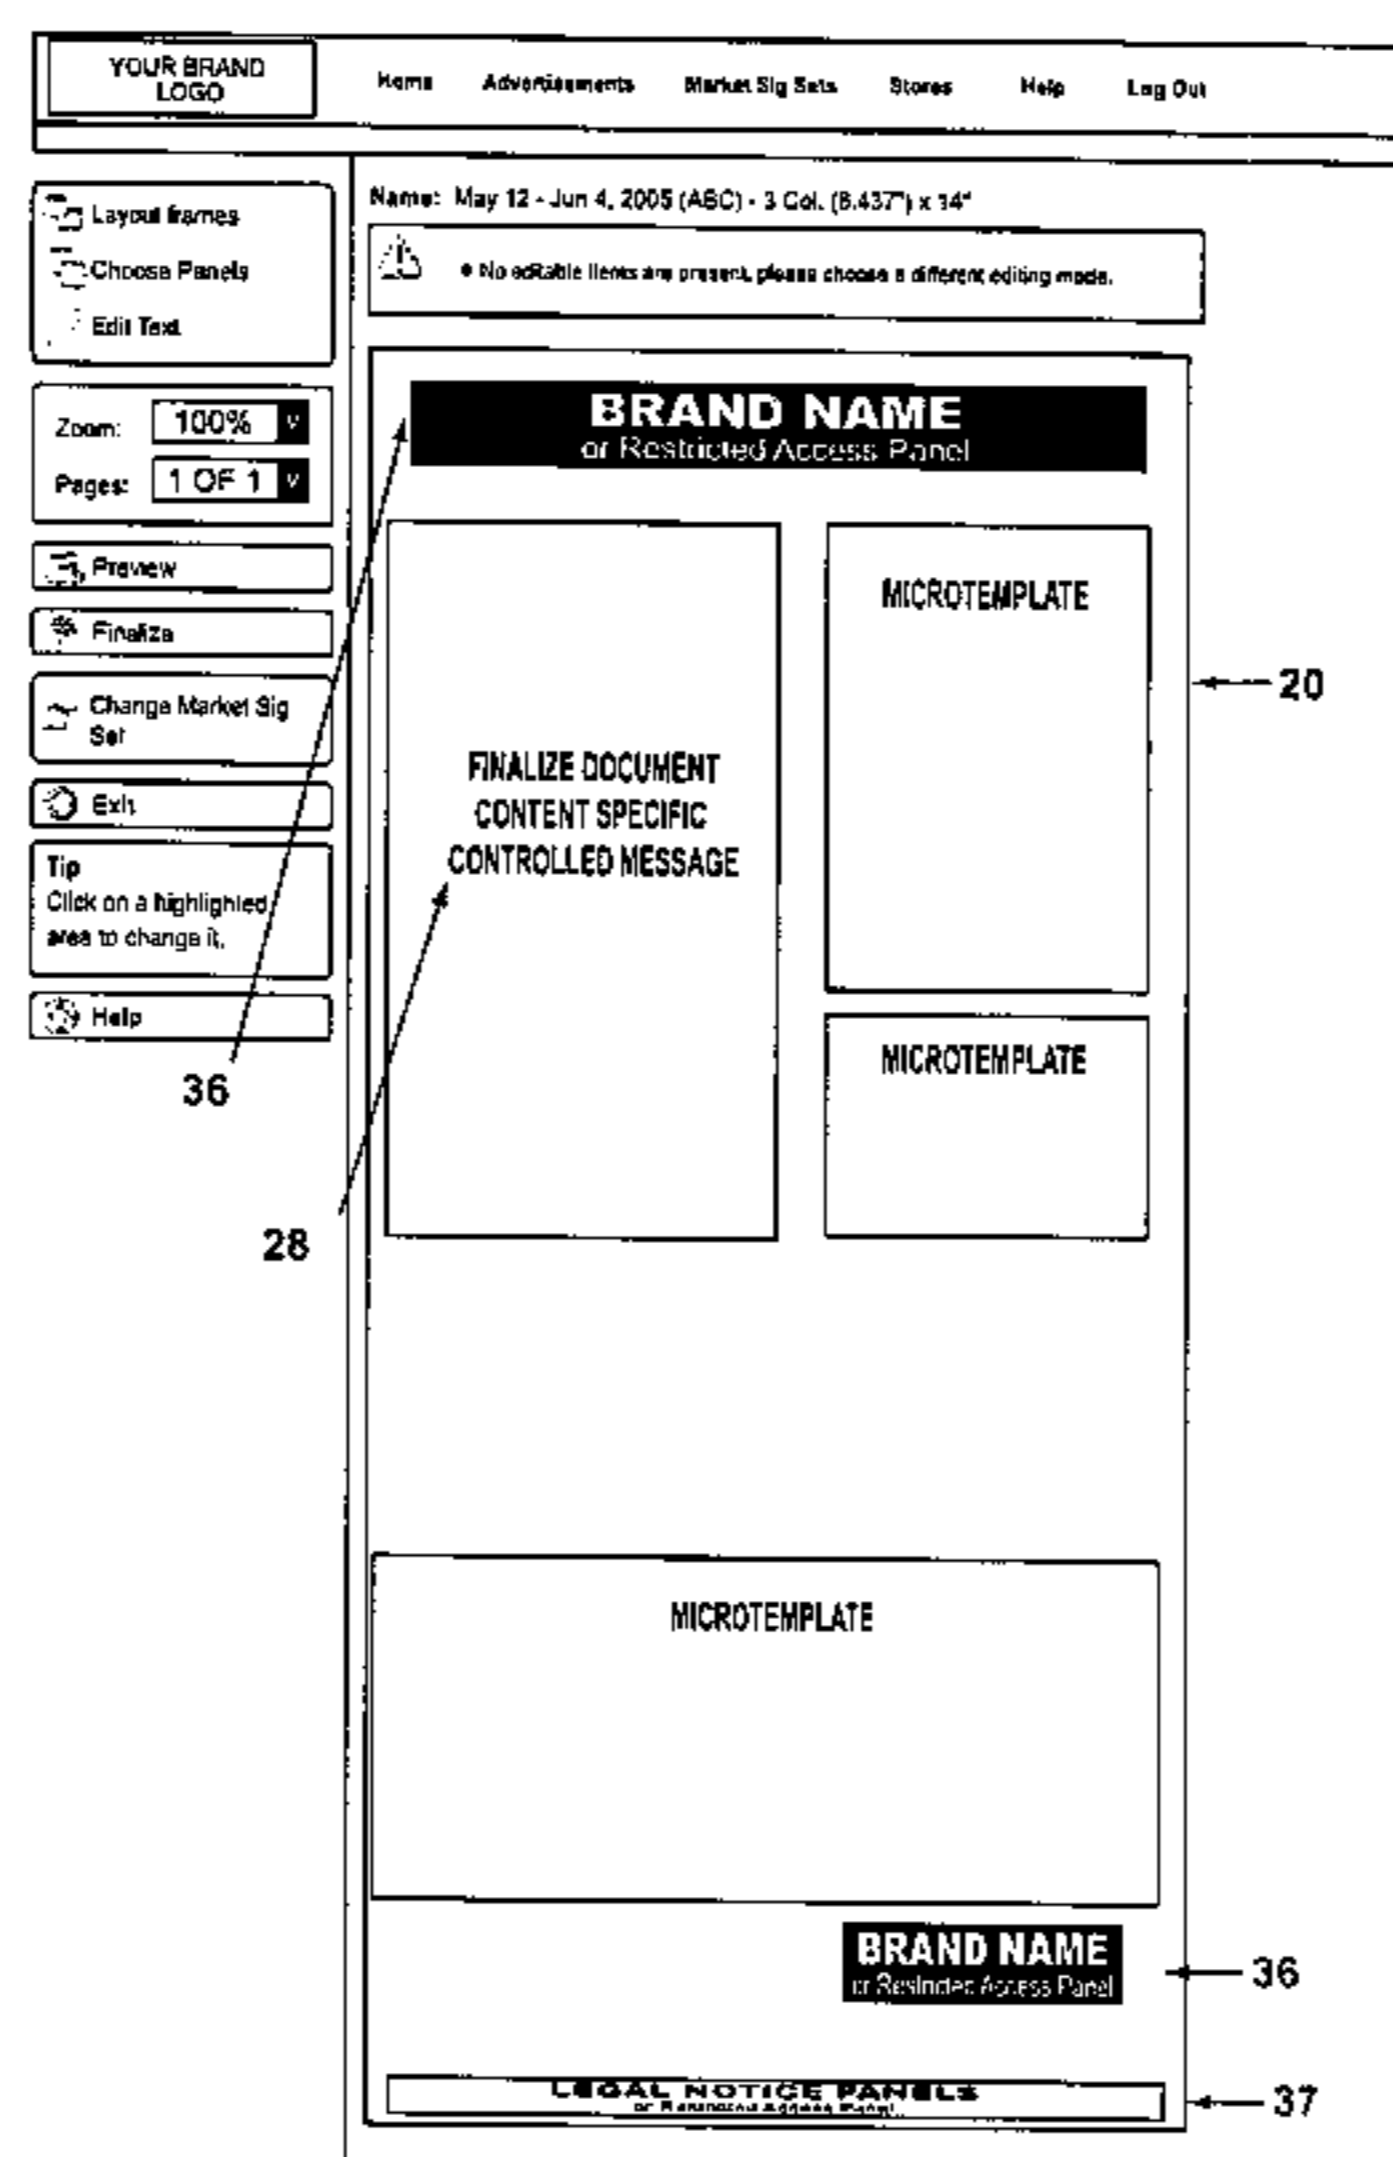 YOUR BRAND
LOGO
Home Advertisements Market Sig Sets Stores Help Log Out
Layout frames
Choose Panels
Edit Text
Zoom: 100% V
Pages: 1 OF 1 V
Preview
Finalize
Change Market Sig
Set
Exit
Tip
Click on a highlighted
area to change it.
Help
36
28
Name: May 12 - Jun 4, 2005 (ABC) - 3 Col. (8.437") x 14"
• No editable items are present, please choose a different editing mode.
BRAND NAME
or Restricted Access Panel
MICROTEMPLATE
20
FINALIZE DOCUMENT
CONTENT SPECIFIC
CONTROLLED MESSAGE
MICROTEMPLATE
MICROTEMPLATE
BRAND NAME
or Restricted Access Panel
36
LEGAL NOTICE PANELS
or Restricted Access Panel
37